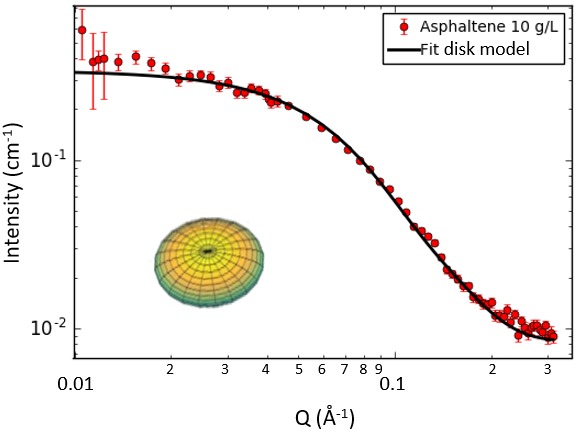 Asphaltene 10 g/L
Fit disk model
Intensity (cm⁻¹)
10⁻¹
10⁻²
2 3 4 5 6 7 8 9 2 3
0.01 0.1
Q (Å⁻¹)